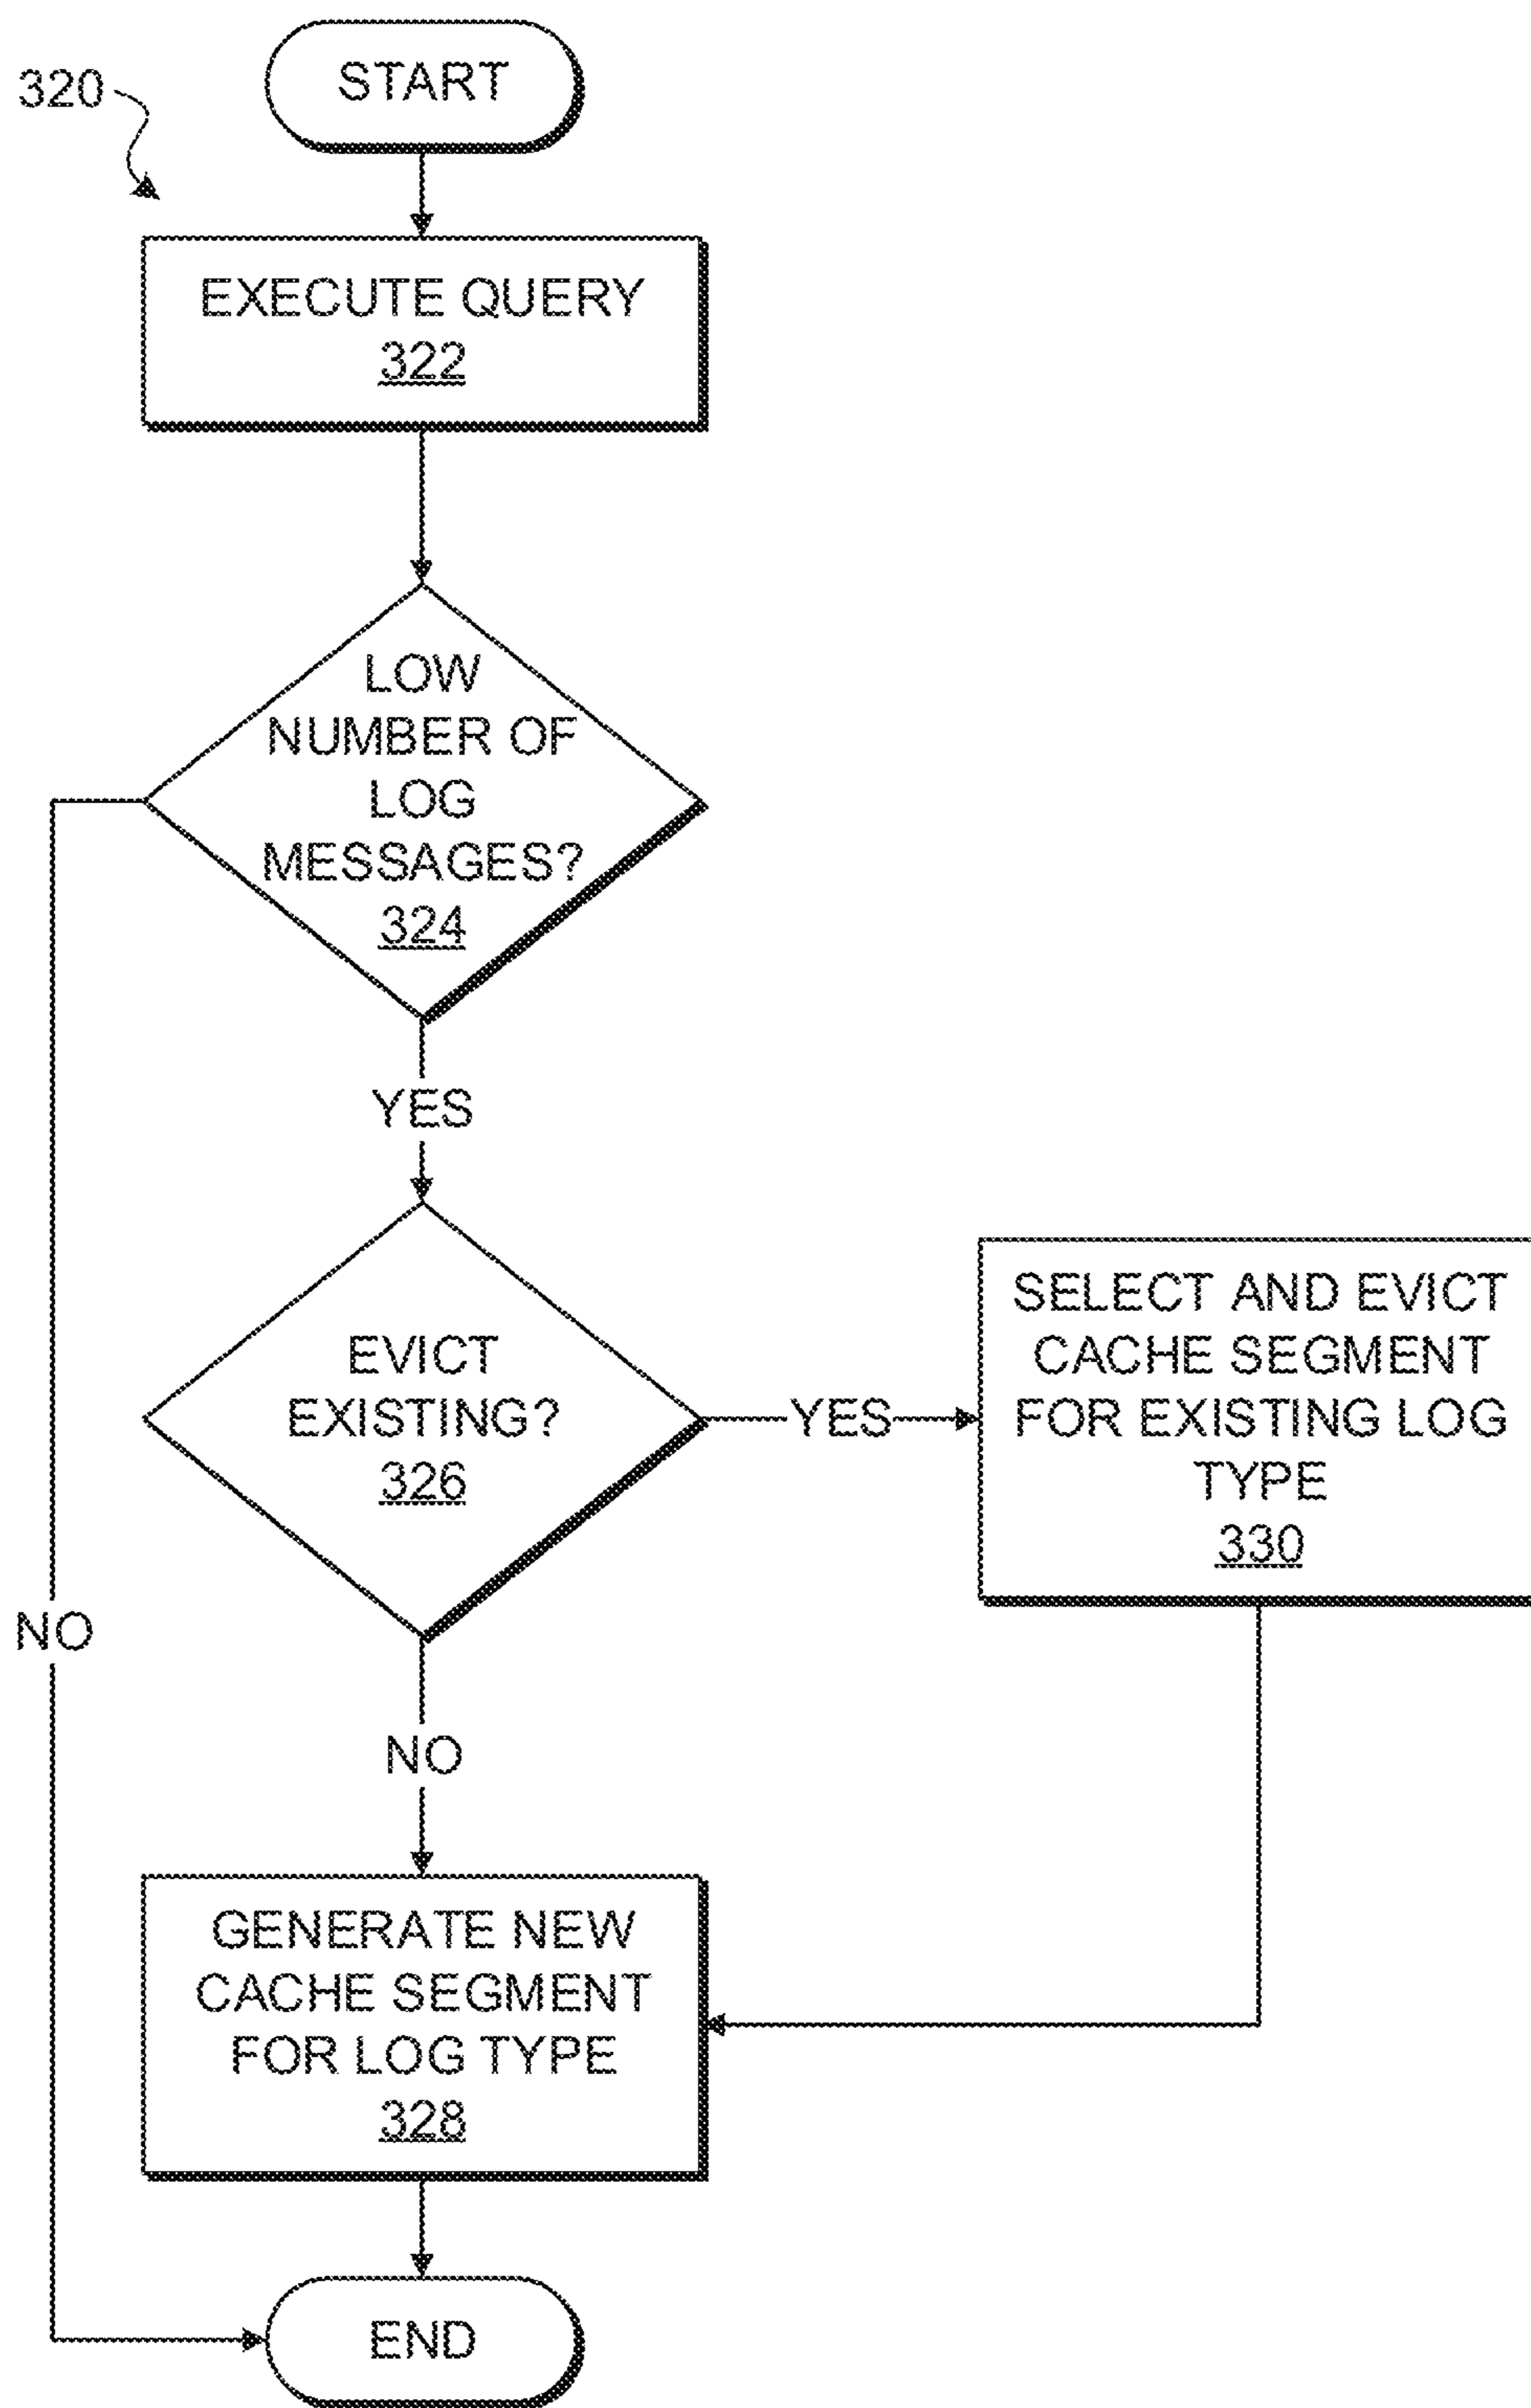 320
START
EXECUTE QUERY
322
LOW
NUMBER OF
LOG
MESSAGES?
324
YES
EVICT
EXISTING?
326
YES
SELECT AND EVICT
CACHE SEGMENT
FOR EXISTING LOG
TYPE
330
NO
NO
GENERATE NEW
CACHE SEGMENT
FOR LOG TYPE
328
END